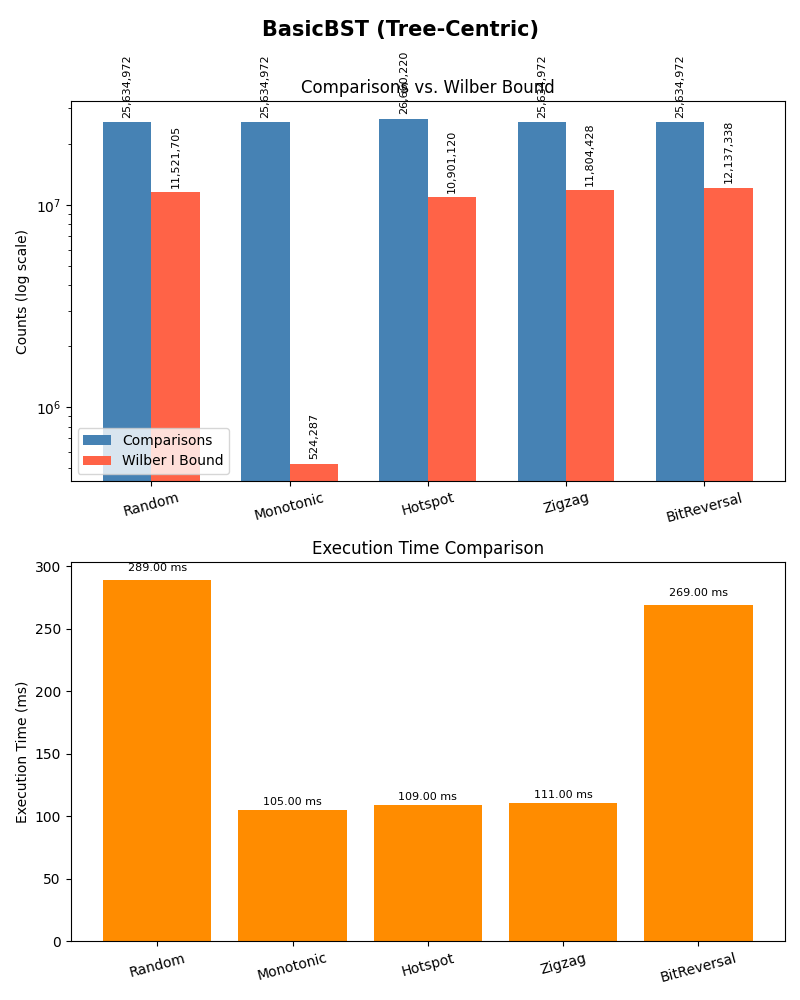 BasicBST (Tree-Centric)
Comparisons vs. Wilber Bound
25,634,972
11,521,705
25,634,972
524,287
10,901,120
25,634,972
11,804,428
25,634,972
12,137,338
Counts (log scale)
10⁷
10⁶
Comparisons
Wilber I Bound
Random
Monotonic
Hotspot
Zigzag
BitReversal
Execution Time Comparison
Execution Time (ms)
300
250
200
150
100
50
0
289.00 ms
105.00 ms
109.00 ms
111.00 ms
269.00 ms
Random
Monotonic
Hotspot
Zigzag
BitReversal